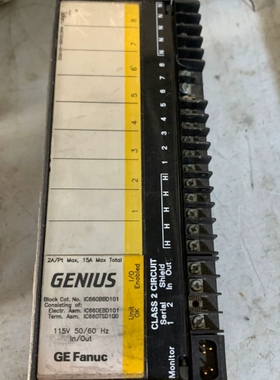 8
7
6
5
4
3
2
1
N N N N
H H H H 1 2 3 4 5 6 7 8
2A/Pt Max, 15A Max Total
GENIUS
Block Cat. No. IC660BBD101
Consisting of:
Electr. Assm. IC660EBD101
Term. Assm. IC660TSD100
115V 50/60 Hz
In/Out
GE Fanuc
I/O
Enabled
Unit
OK
CLASS 2 CIRCUIT
Serial Shield
1 2 In Out
Monitor